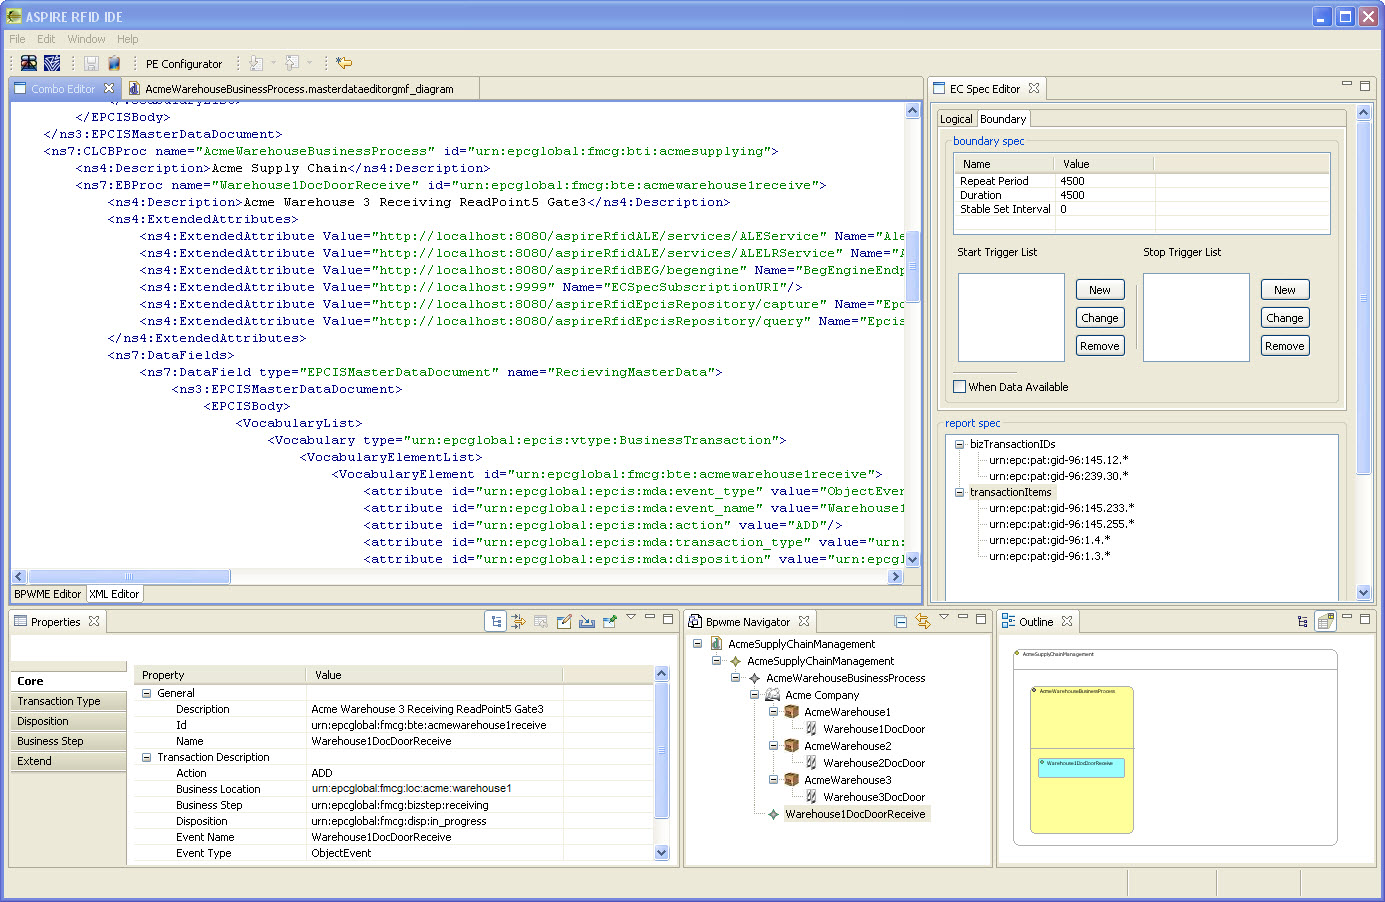 ASPIRE RFID IDE
File Edit Window Help
PE Configurator
Combo Editor
AcmeWarehouseBusinessProcess.masterdataeditorgmf_diagram
</EPCISBody>
</ns3:EPCISMasterDataDocument>
<ns7:CLCBProc name="AcmeWarehouseBusinessProcess" id="urn:epcglobal:fmcg:bti:acmesupplying">
<ns4:Description>Acme Supply Chain</ns4:Description>
<ns7:EBProc name="Warehouse1DocDoorReceive" id="urn:epcglobal:fmcg:bte:acmewarehouse1receive">
<ns4:Description>Acme Warehouse 3 Receiving ReadPoint5 Gate3</ns4:Description>
<ns4:ExtendedAttributes>
<ns4:ExtendedAttribute Value="http://localhost:8080/aspireRfidALE/services/ALEService" Name="Ale
<ns4:ExtendedAttribute Value="http://localhost:8080/aspireRfidALE/services/ALELRService" Name="A
<ns4:ExtendedAttribute Value="http://localhost:8080/aspireRfidBEG/begengine" Name="BegEngineEndp
<ns4:ExtendedAttribute Value="http://localhost:9999" Name="ECSpecSubscriptionURI"/>
<ns4:ExtendedAttribute Value="http://localhost:8080/aspireRfidEpcisRepository/capture" Name="Epc
<ns4:ExtendedAttribute Value="http://localhost:8080/aspireRfidEpcisRepository/query" Name="Epcis
</ns4:ExtendedAttributes>
<ns7:DataFields>
<ns7:DataField type="EPCISMasterDataDocument" name="RecievingMasterData">
<ns3:EPCISMasterDataDocument>
<EPCISBody>
<VocabularyList>
<Vocabulary type="urn:epcglobal:epcis:vtype:BusinessTransaction">
<VocabularyElementList>
<VocabularyElement id="urn:epcglobal:fmcg:bte:acmewarehouse1receive">
<attribute id="urn:epcglobal:epcis:mda:event_type" value="ObjectEven
<attribute id="urn:epcglobal:epcis:mda:event_name" value="Warehouse1
<attribute id="urn:epcglobal:epcis:mda:action" value="ADD"/>
<attribute id="urn:epcglobal:epcis:mda:transaction_type" value="urn:
<attribute id="urn:epcglobal:epcis:mda:disposition" value="urn:epcgl
BPWME Editor XML Editor
EC Spec Editor
Logical Boundary
boundary spec
Name Value
Repeat Period 4500
Duration 4500
Stable Set Interval 0
Start Trigger List Stop Trigger List
New New
Change Change
Remove Remove
When Data Available
report spec
bizTransactionIDs
urn:epc:pat:gid-96:145.12.*
urn:epc:pat:gid-96:239.30.*
transactionItems
urn:epc:pat:gid-96:145.233.*
urn:epc:pat:gid-96:145.255.*
urn:epc:pat:gid-96:1.4.*
urn:epc:pat:gid-96:1.3.*
Properties
Core
Transaction Type
Disposition
Business Step
Extend
Property Value
General
Description Acme Warehouse 3 Receiving ReadPoint5 Gate3
Id urn:epcglobal:fmcg:bte:acmewarehouse1receive
Name Warehouse1DocDoorReceive
Transaction Description
Action ADD
Business Location urn:epcglobal:fmcg:loc:acme:warehouse1
Business Step urn:epcglobal:fmcg:bizstep:receiving
Disposition urn:epcglobal:fmcg:disp:in_progress
Event Name Warehouse1DocDoorReceive
Event Type ObjectEvent
Bpwme Navigator
AcmeSupplyChainManagement
AcmeSupplyChainManagement
AcmeWarehouseBusinessProcess
Acme Company
AcmeWarehouse1
Warehouse1DocDoor
AcmeWarehouse2
Warehouse2DocDoor
AcmeWarehouse3
Warehouse3DocDoor
Warehouse1DocDoorReceive
Outline
AcmeSupplyChainManagement
AcmeWarehouseBusinessProcess
Warehouse1DocDoorReceive